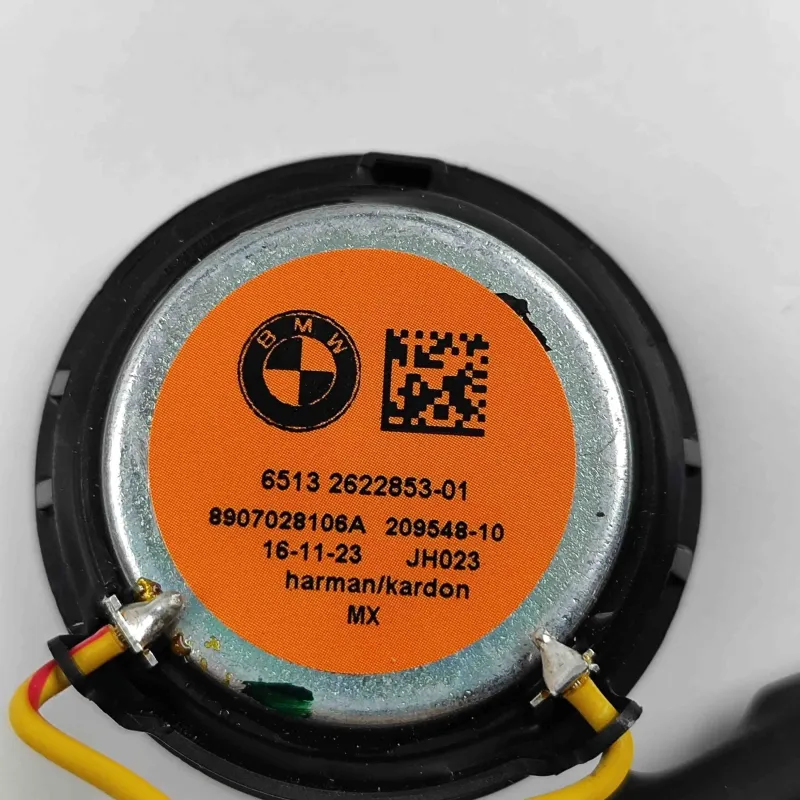 BMW
6513 2622853-01
8907028106A 209548-10
16-11-23 JH023
harman/kardon
MX